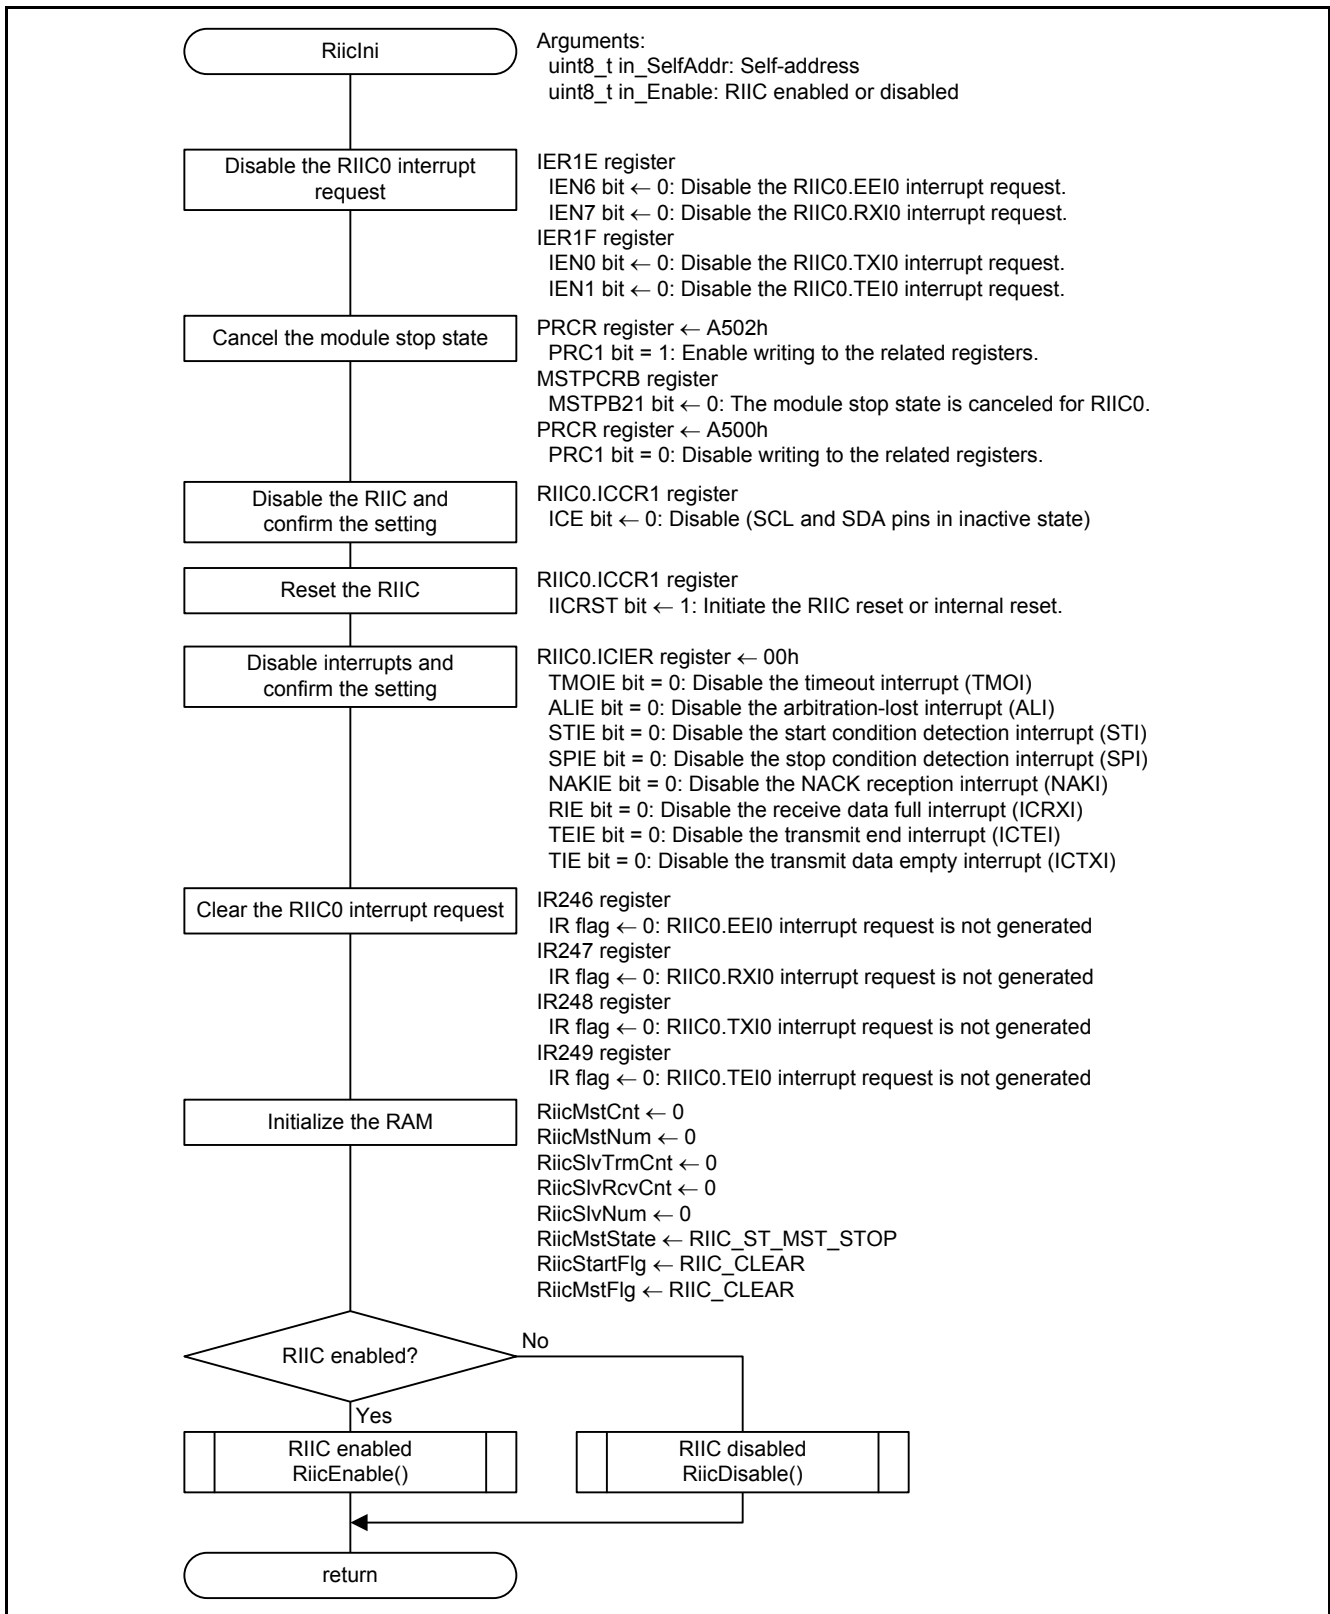 RiicIni
Arguments:
uint8_t in_SelfAddr: Self-address
uint8_t in_Enable: RIIC enabled or disabled
Disable the RIIC0 interrupt
request
IER1E register
IEN6 bit ← 0: Disable the RIIC0.EEI0 interrupt request.
IEN7 bit ← 0: Disable the RIIC0.RXI0 interrupt request.
IER1F register
IEN0 bit ← 0: Disable the RIIC0.TXI0 interrupt request.
IEN1 bit ← 0: Disable the RIIC0.TEI0 interrupt request.
Cancel the module stop state
PRCR register ← A502h
PRC1 bit = 1: Enable writing to the related registers.
MSTPCRB register
MSTPB21 bit ← 0: The module stop state is canceled for RIIC0.
PRCR register ← A500h
PRC1 bit = 0: Disable writing to the related registers.
Disable the RIIC and
confirm the setting
RIIC0.ICCR1 register
ICE bit ← 0: Disable (SCL and SDA pins in inactive state)
Reset the RIIC
RIIC0.ICCR1 register
IICRST bit ← 1: Initiate the RIIC reset or internal reset.
Disable interrupts and
confirm the setting
RIIC0.ICIER register ← 00h
TMOIE bit = 0: Disable the timeout interrupt (TMOI)
ALIE bit = 0: Disable the arbitration-lost interrupt (ALI)
STIE bit = 0: Disable the start condition detection interrupt (STI)
SPIE bit = 0: Disable the stop condition detection interrupt (SPI)
NAKIE bit = 0: Disable the NACK reception interrupt (NAKI)
RIE bit = 0: Disable the receive data full interrupt (ICRXI)
TEIE bit = 0: Disable the transmit end interrupt (ICTEI)
TIE bit = 0: Disable the transmit data empty interrupt (ICTXI)
Clear the RIIC0 interrupt request
IR246 register
IR flag ← 0: RIIC0.EEI0 interrupt request is not generated
IR247 register
IR flag ← 0: RIIC0.RXI0 interrupt request is not generated
IR248 register
IR flag ← 0: RIIC0.TXI0 interrupt request is not generated
IR249 register
IR flag ← 0: RIIC0.TEI0 interrupt request is not generated
Initialize the RAM
RiicMstCnt ← 0
RiicMstNum ← 0
RiicSlvTrmCnt ← 0
RiicSlvRcvCnt ← 0
RiicSlvNum ← 0
RiicMstState ← RIIC_ST_MST_STOP
RiicStartFlg ← RIIC_CLEAR
RiicMstFlg ← RIIC_CLEAR
RIIC enabled?
No
Yes
RIIC enabled
RiicEnable()
RIIC disabled
RiicDisable()
return